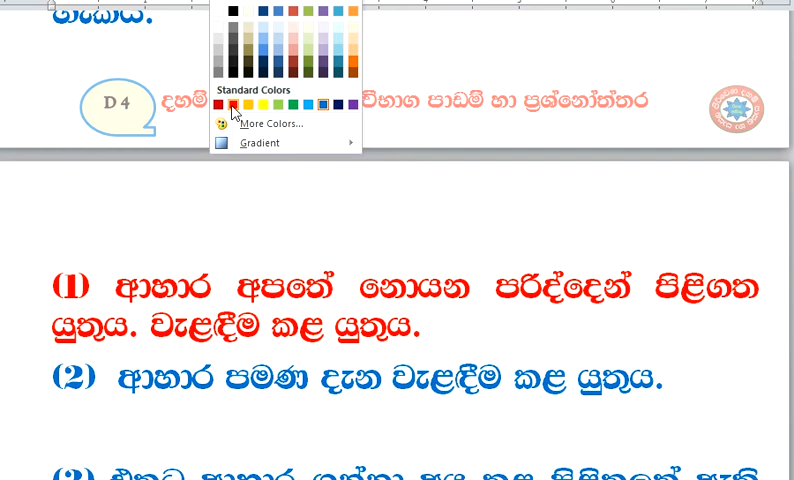 Standard Colors
More Colors...
Gradient
D 4 දහම් විභාග පාඩම් හා ප්‍රශ්නෝත්තර
(1) ආහාර අපතේ නොයන පරිද්දෙන් පිළිගත
යුතුය. වැළඳීම කළ යුතුය.
(2) ආහාර පමණ දැන වැළඳීම කළ යුතුය.